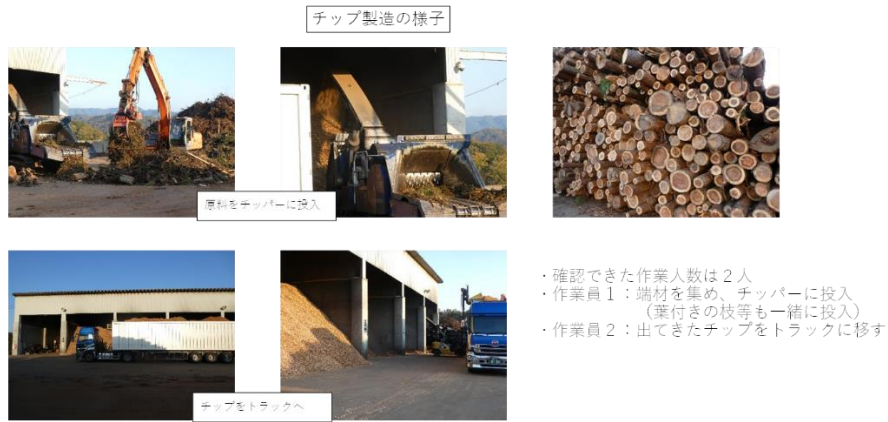 チップ製造の様子
原料をチッパーに投入
・確認できた作業人数は２人
・作業員１：端材を集め、チッパーに投入
（葉付きの枝等も一緒に投入）
・作業員２：出てきたチップをトラックに移す
チップをトラックへ